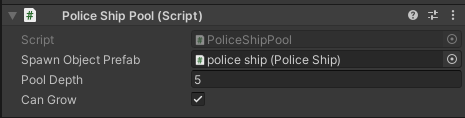 Police Ship Pool (Script)
Script PoliceShipPool
Spawn Object Prefab police ship (Police Ship)
Pool Depth 5
Can Grow